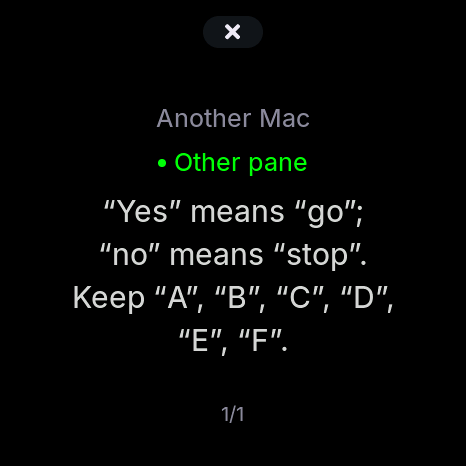 Another Mac
• Other pane
“Yes” means “go”;
“no” means “stop”.
Keep “A”, “B”, “C”, “D”,
“E”, “F”.
1/1